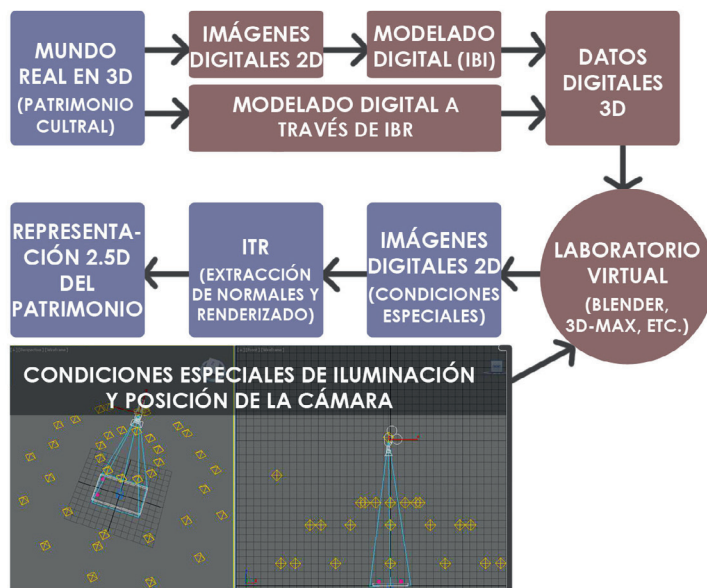 MUNDO
REAL EN 3D
(PATRIMONIO
CULTRAL)
IMÁGENES
DIGITALES 2D
MODELADO
DIGITAL (IBI)
MODELADO DIGITAL A
TRAVÉS DE IBR
DATOS
DIGITALES
3D
LABORATORIO
VIRTUAL
(BLENDER,
3D-MAX, ETC.)
IMÁGENES
DIGITALES 2D
(CONDICIONES
ESPECIALES)
ITR
(EXTRACCIÓN
DE NORMALES Y
RENDERIZADO)
REPRESENTA-
CIÓN 2.5D
DEL
PATRIMONIO
CONDICIONES ESPECIALES DE ILUMINACIÓN
Y POSICIÓN DE LA CÁMARA